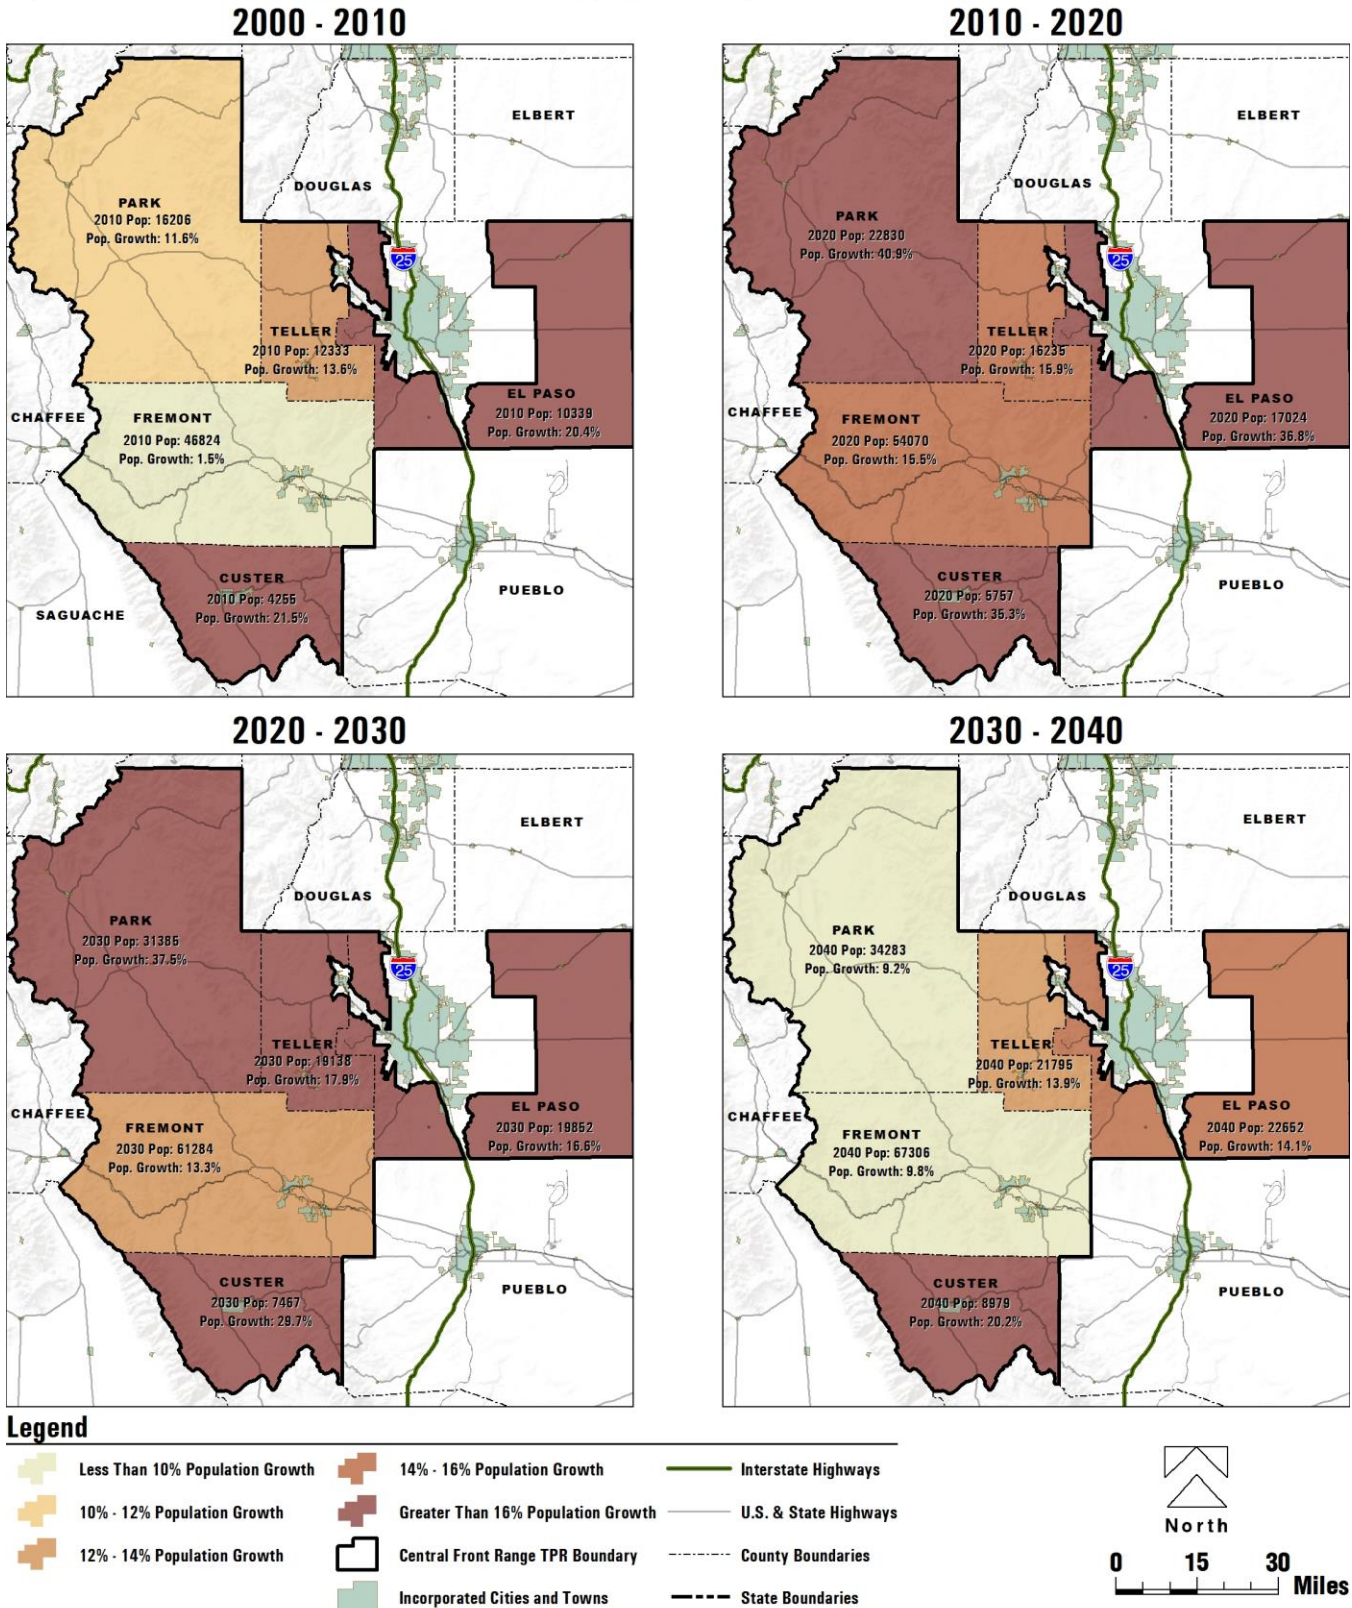 2000 - 2010
ELBERT
DOUGLAS
PARK
2010 Pop: 16206
Pop. Growth: 11.6%
25
TELLER
2010 Pop: 12333
Pop. Growth: 13.6%
EL PASO
2010 Pop: 10339
Pop. Growth: 20.4%
CHAFFEE
FREMONT
2010 Pop: 46824
Pop. Growth: 1.5%
CUSTER
2010 Pop: 4255
Pop. Growth: 21.5%
PUEBLO
SAGUACHE
2010 - 2020
ELBERT
DOUGLAS
PARK
2020 Pop: 22830
Pop. Growth: 40.9%
25
TELLER
2020 Pop: 16235
Pop. Growth: 15.9%
EL PASO
2020 Pop: 17024
Pop. Growth: 36.8%
CHAFFEE
FREMONT
2020 Pop: 54070
Pop. Growth: 15.5%
CUSTER
2020 Pop: 5757
Pop. Growth: 35.3%
PUEBLO
2020 - 2030
ELBERT
DOUGLAS
PARK
2030 Pop: 31385
Pop. Growth: 37.5%
25
TELLER
2030 Pop: 19138
Pop. Growth: 17.9%
EL PASO
2030 Pop: 19852
Pop. Growth: 16.6%
CHAFFEE
FREMONT
2030 Pop: 61284
Pop. Growth: 13.3%
CUSTER
2030 Pop: 7467
Pop. Growth: 29.7%
PUEBLO
2030 - 2040
ELBERT
DOUGLAS
PARK
2040 Pop: 34283
Pop. Growth: 9.2%
25
TELLER
2040 Pop: 21795
Pop. Growth: 13.9%
EL PASO
2040 Pop: 22652
Pop. Growth: 14.1%
CHAFFEE
FREMONT
2040 Pop: 67306
Pop. Growth: 9.8%
CUSTER
2040 Pop: 8979
Pop. Growth: 20.2%
PUEBLO
Legend
Less Than 10% Population Growth
10% - 12% Population Growth
12% - 14% Population Growth
14% - 16% Population Growth
Greater Than 16% Population Growth
Central Front Range TPR Boundary
Incorporated Cities and Towns
Interstate Highways
U.S. & State Highways
County Boundaries
State Boundaries
North
0 15 30
Miles